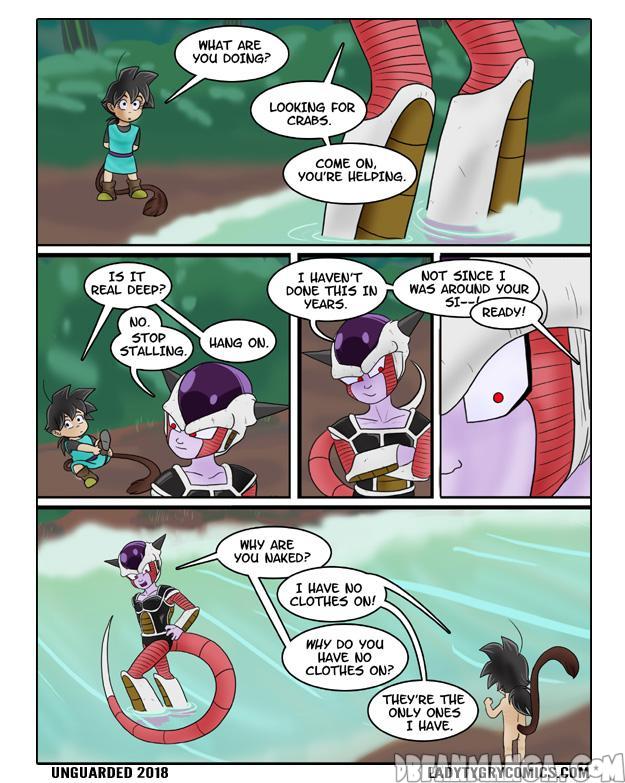 WHAT ARE
YOU DOING?
LOOKING FOR
CRABS.
COME ON,
YOU'RE HELPING.
IS IT
REAL DEEP?
NO.
STOP
STALLING.
HANG ON.
I HAVEN'T
DONE THIS IN
YEARS.
NOT SINCE I
WAS AROUND YOUR
SI--
READY!
WHY ARE
YOU NAKED?
I HAVE NO
CLOTHES ON!
WHY DO YOU
HAVE NO
CLOTHES ON?
THEY'RE THE
ONLY ONES
I HAVE.
UNGUARDED 2018
LADYTYGRYCOMICS.COM
DBFANMANGA.COM